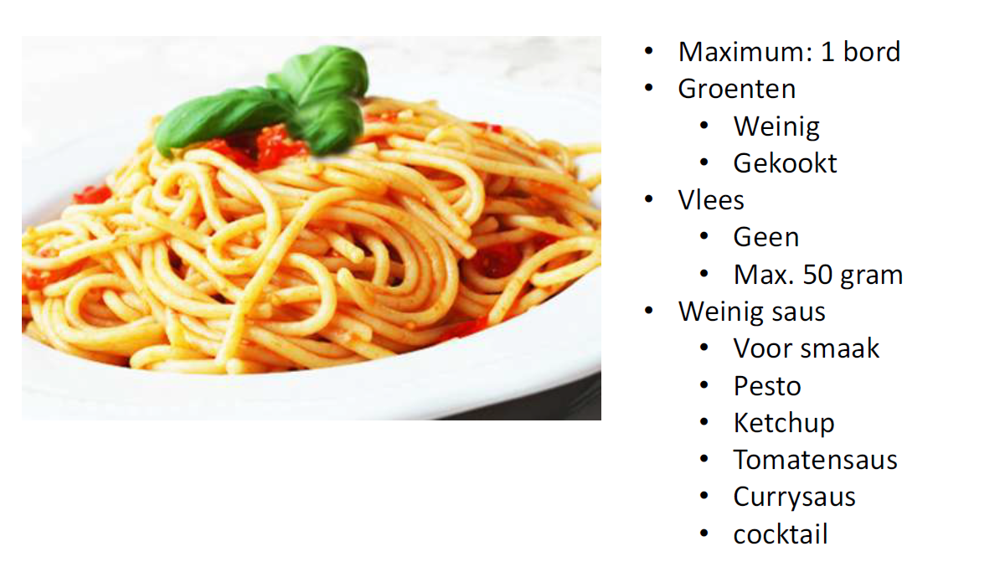 • Maximum: 1 bord
• Groenten
• Weinig
• Gekookt
• Vlees
• Geen
• Max. 50 gram
• Weinig saus
• Voor smaak
• Pesto
• Ketchup
• Tomatensaus
• Currysaus
• cocktail